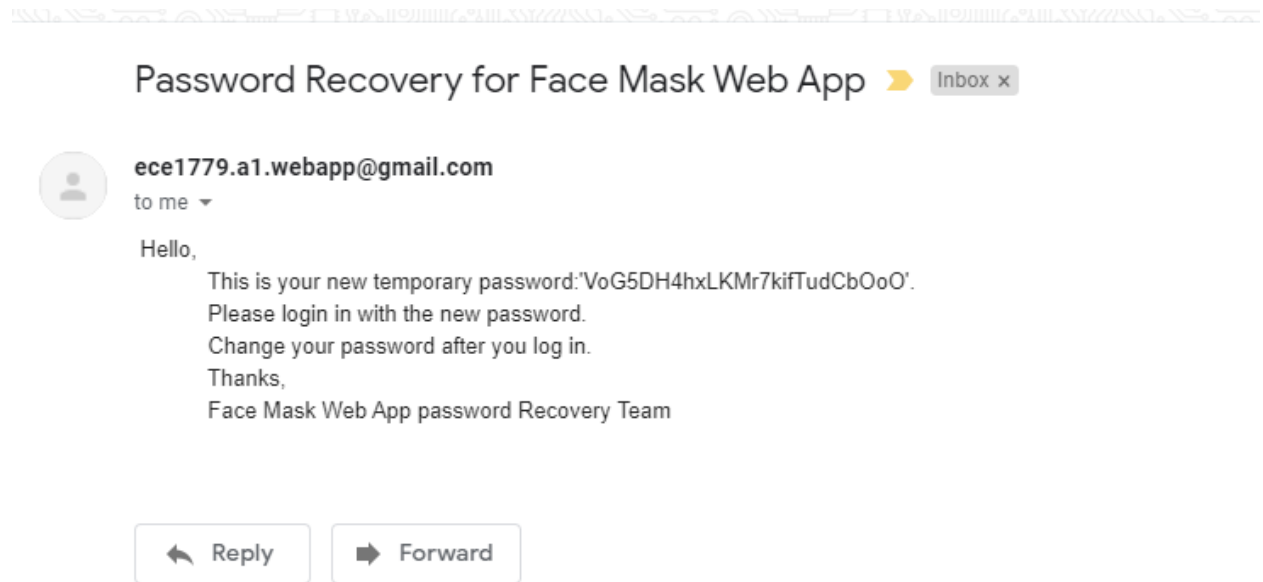 Password Recovery for Face Mask Web App Inbox x
ece1779.a1.webapp@gmail.com
to me
Hello,
This is your new temporary password:'VoG5DH4hxLKMr7kifTudCbOoO'.
Please login in with the new password.
Change your password after you log in.
Thanks,
Face Mask Web App password Recovery Team
Reply Forward